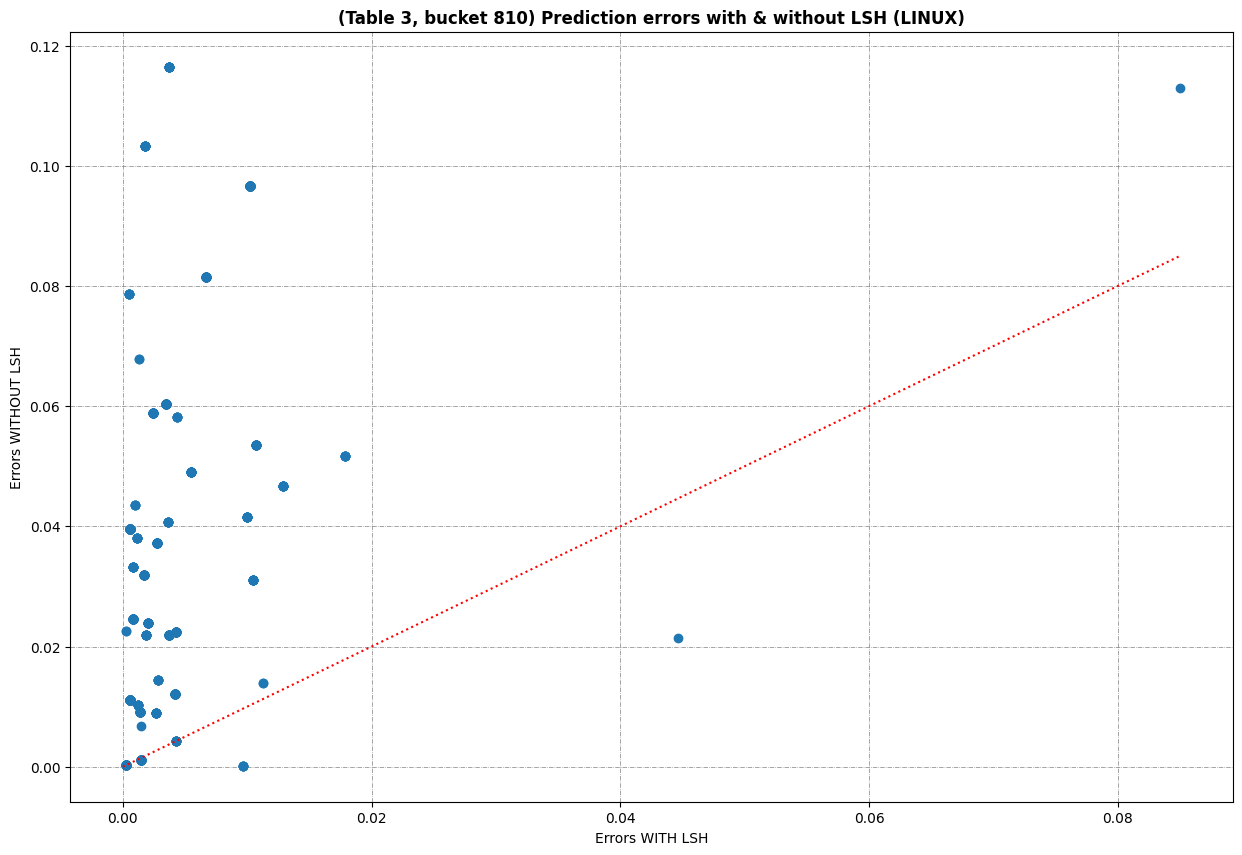 (Table 3, bucket 810) Prediction errors with & without LSH (LINUX)
0.12
0.10
0.08
0.06
0.04
0.02
0.00
Errors WITHOUT LSH
0.00 0.02 0.04 0.06 0.08
Errors WITH LSH